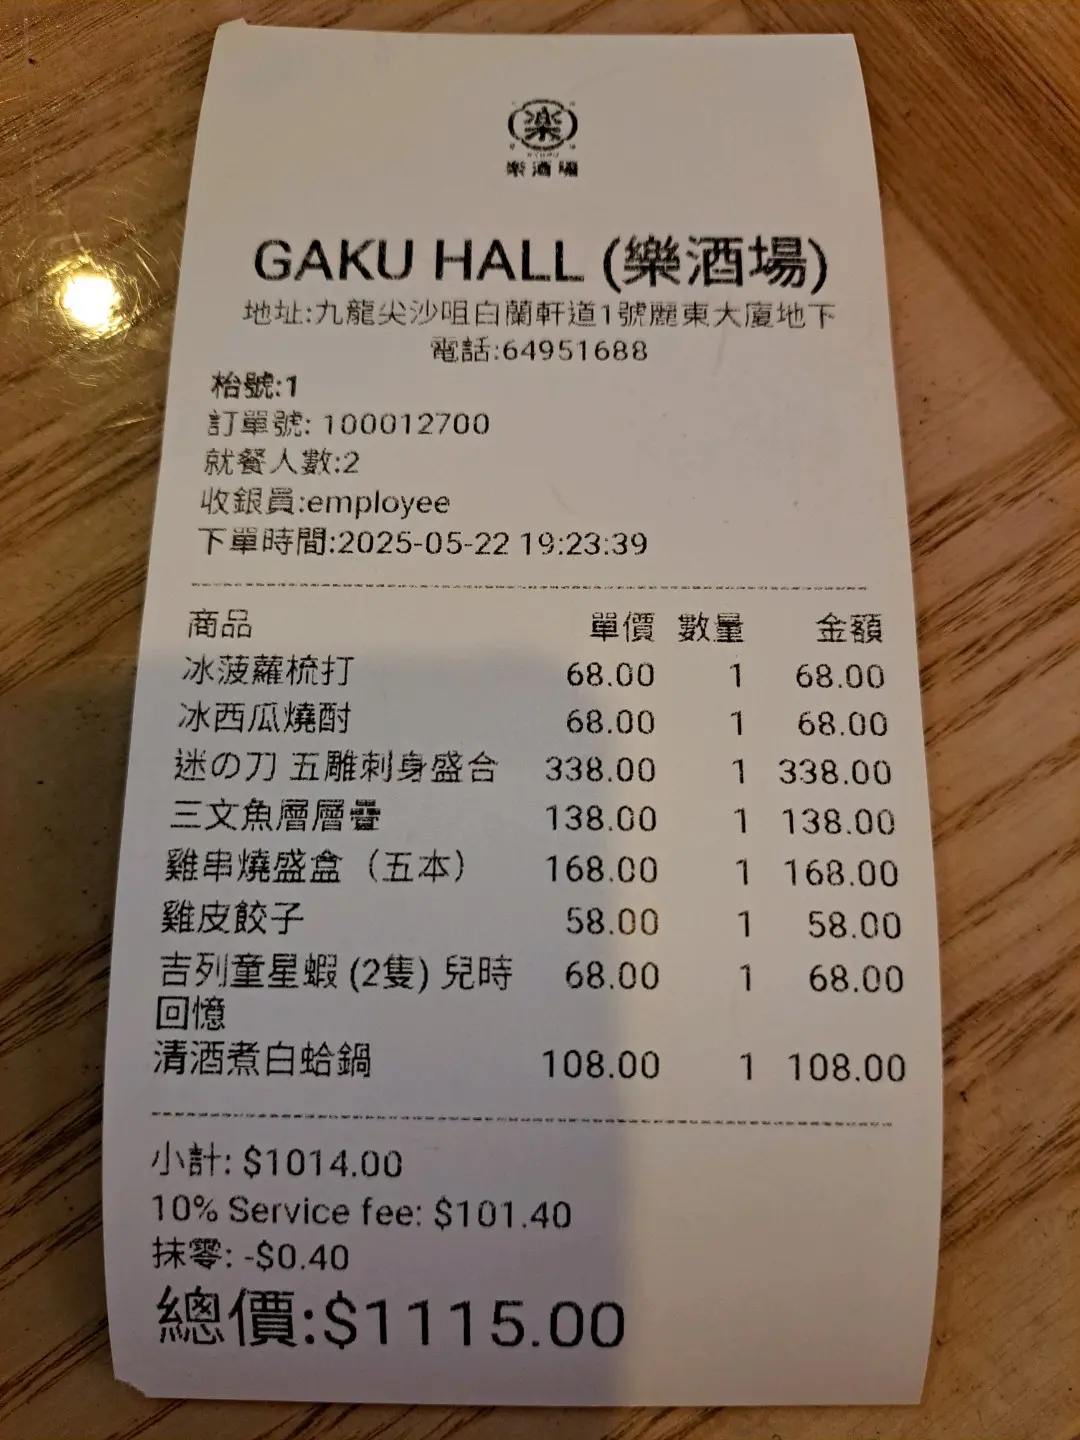 楽
樂酒場
GAKU HALL (樂酒場)
地址:九龍尖沙咀白蘭軒道1號麗東大廈地下
電話:64951688
枱號:1
訂單號: 100012700
就餐人數:2
收銀員:employee
下單時間:2025-05-22 19:23:39
商品 單價 數量 金額
冰菠蘿梳打 68.00 1 68.00
冰西瓜燒酎 68.00 1 68.00
迷の刀 五雕刺身盛合 338.00 1 338.00
三文魚層層疊 138.00 1 138.00
雞串燒盛盒（五本） 168.00 1 168.00
雞皮餃子 58.00 1 58.00
吉列童星蝦 (2隻) 兒時 68.00 1 68.00
回憶
清酒煮白蛤鍋 108.00 1 108.00
小計: $1014.00
10% Service fee: $101.40
抹零: -$0.40
總價:$1115.00